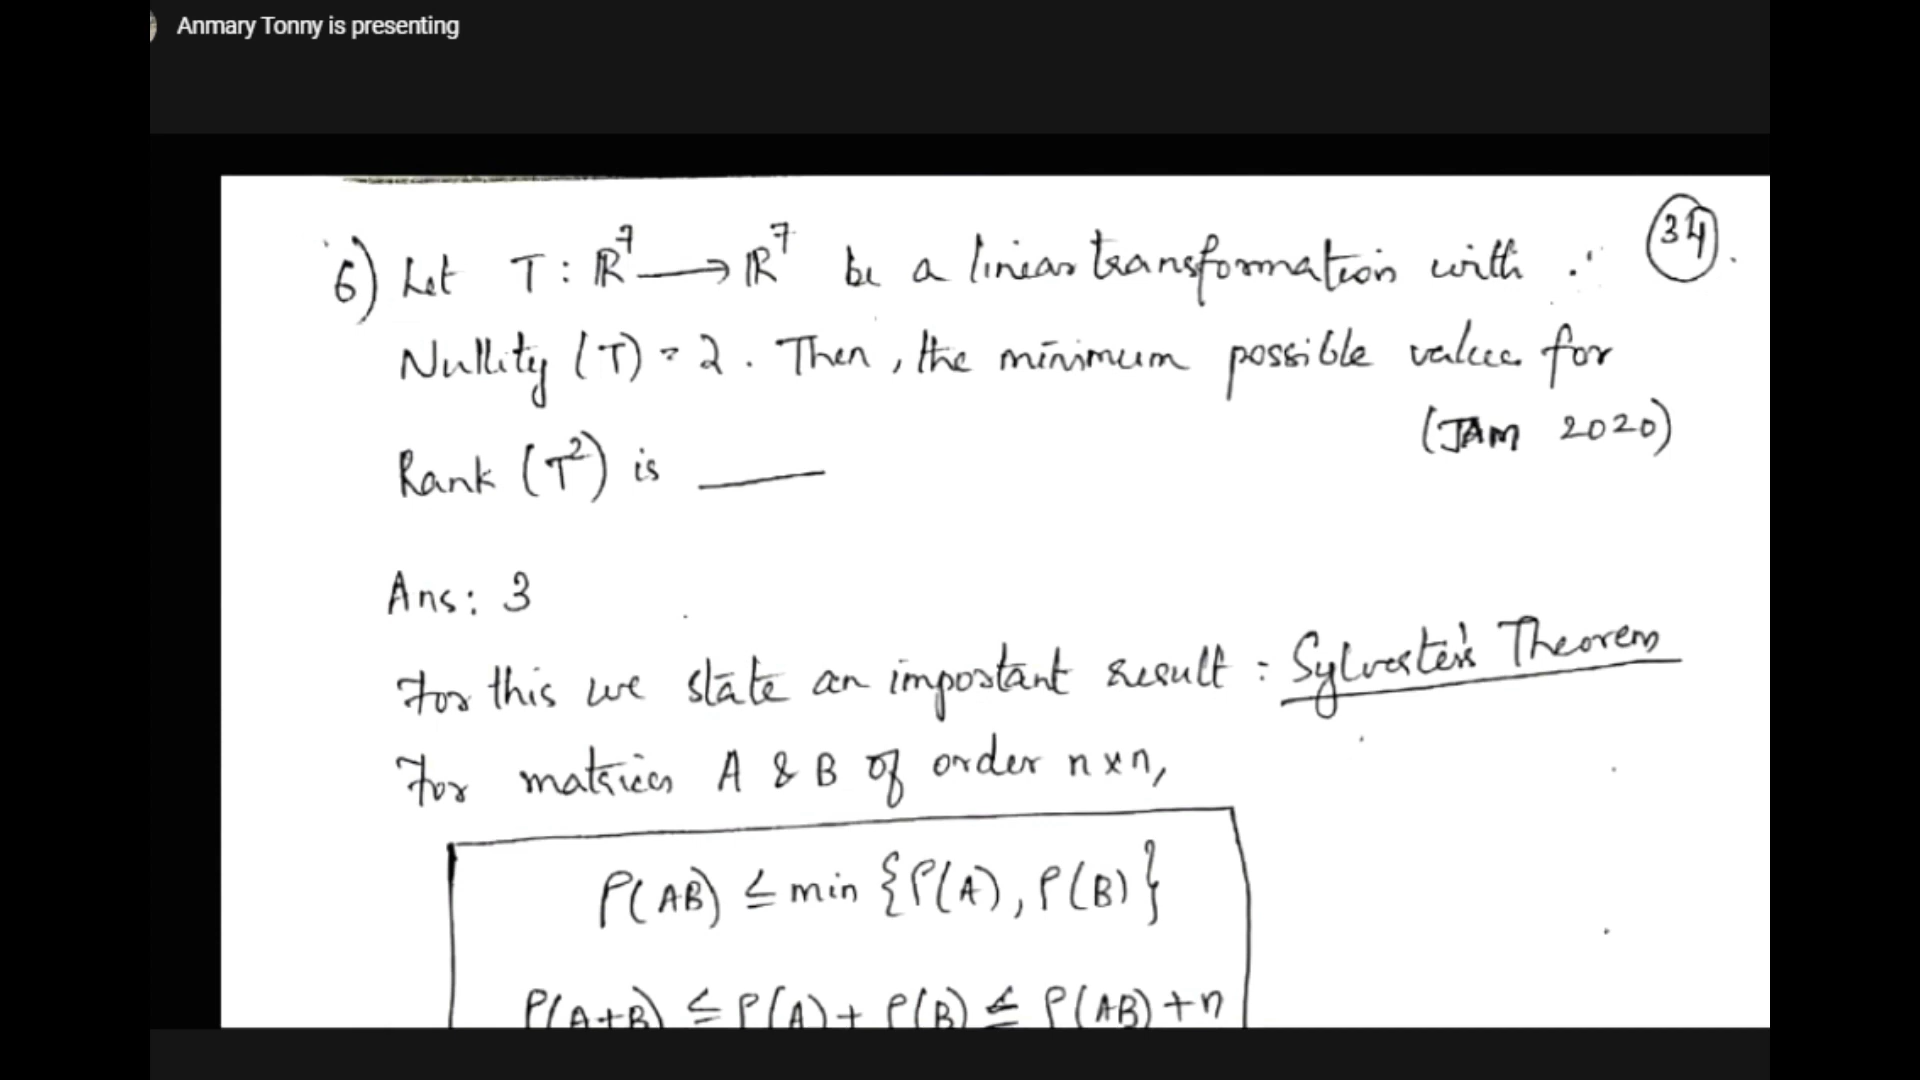 Anmary Tonny is presenting
34
6) Let T : ℝ⁷ ⟶ ℝ⁷ be a linear transformation with
Nullity (T) = 2 . Then , the minimum possible value for
(JAM 2020)
Rank (T²) is ____
Ans: 3
For this we state an important result : Sylvester's Theorem
For matrices A & B of order n×n,
ρ(AB) ≤ min {ρ(A), ρ(B)}
ρ(A+B) ≤ ρ(A) + ρ(B) ≤ ρ(AB) + n